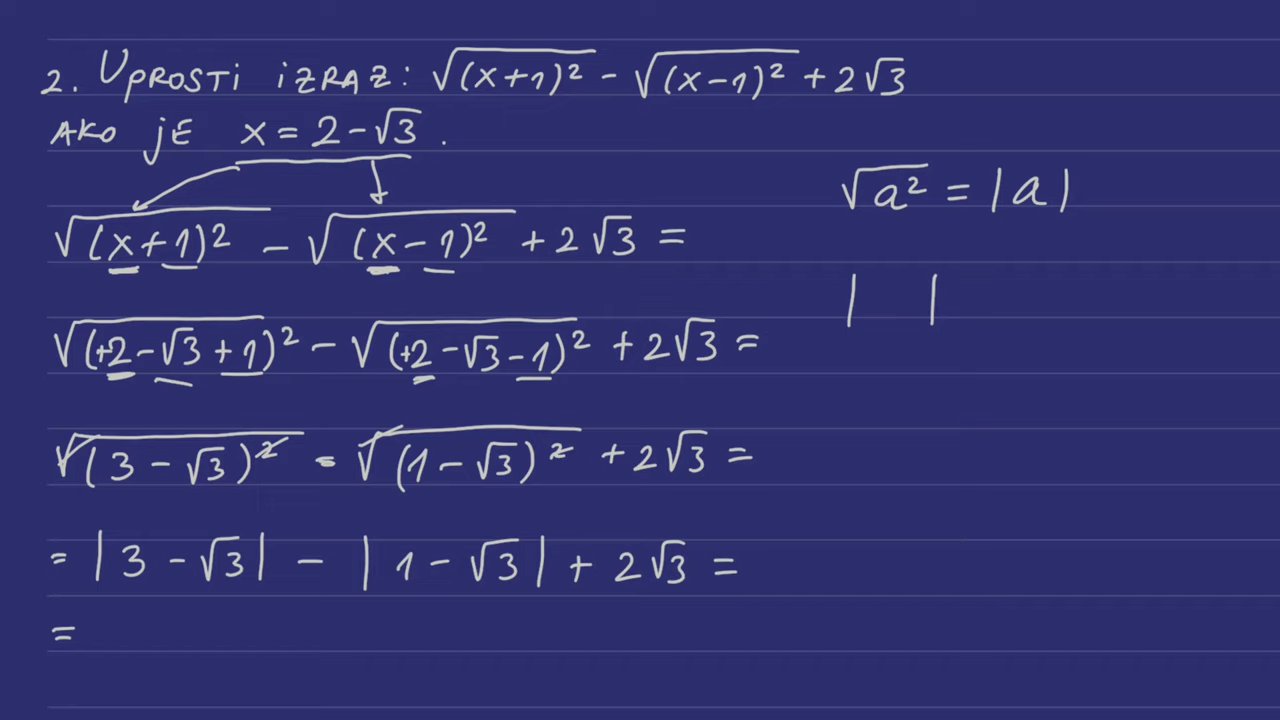 2. UPROSTI IZRAZ: √(x+1)² - √(x-1)² + 2√3
AKO JE x = 2-√3.
√(x+1)² - √(x-1)² + 2√3 =
√a² = |a|
| |
√(+2-√3+1)² - √(+2-√3-1)² + 2√3 =
√(3-√3)² - √(1-√3)² + 2√3 =
= |3-√3| - |1-√3| + 2√3 =
=